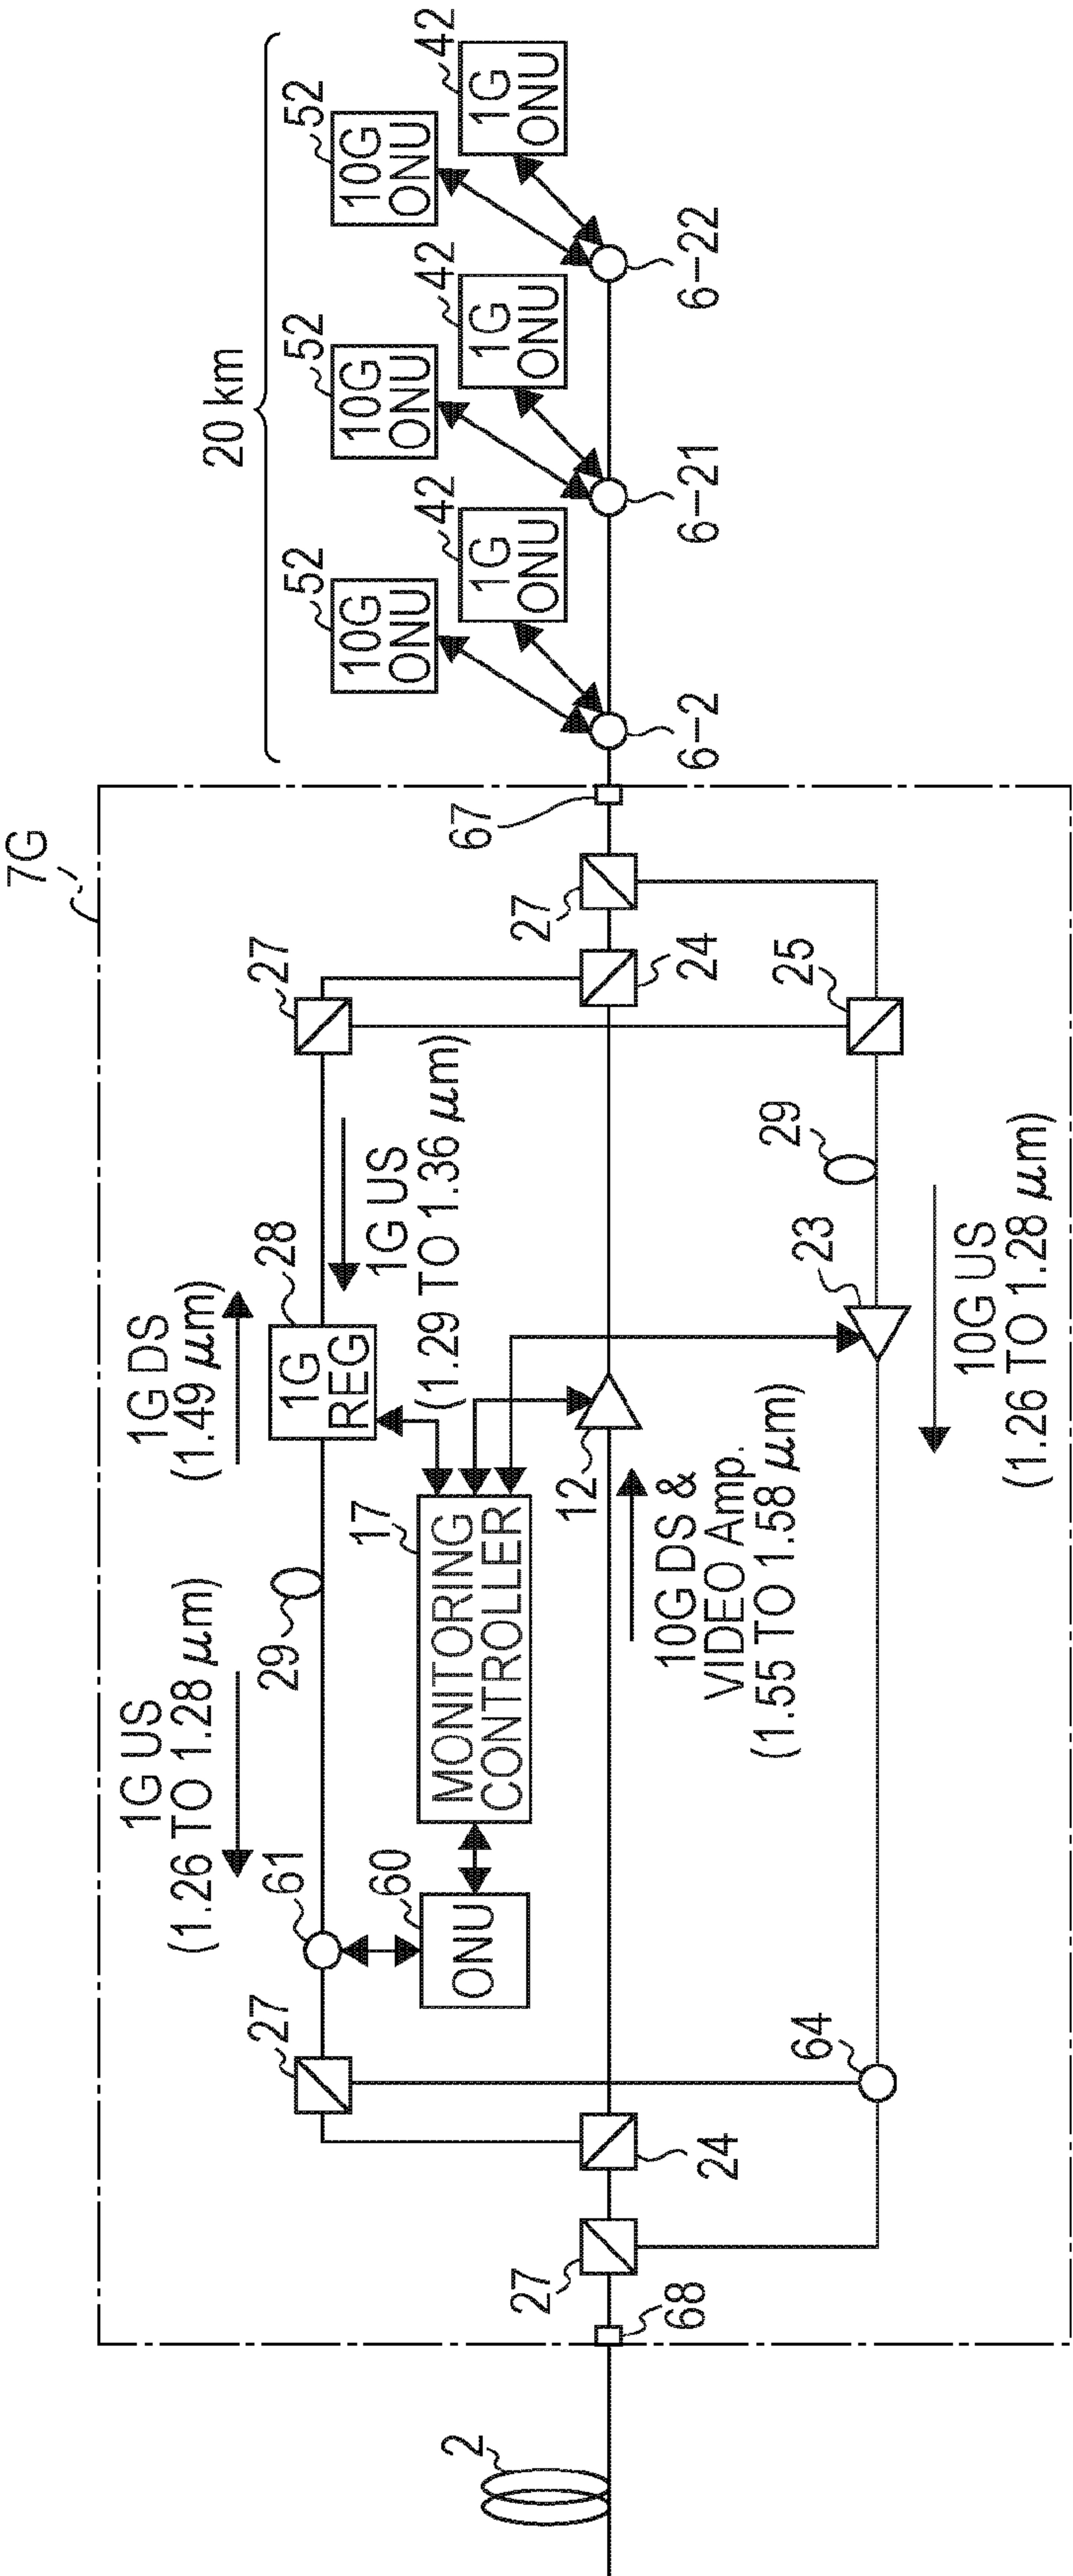 7G
20 km
52
10G
ONU
42
1G
ONU
52
10G
ONU
42
1G
ONU
52
10G
ONU
42
1G
ONU
6-2
6-21
6-22
67
27
24
27
25
1G US
(1.26 TO 1.28 μm)
1G DS
(1.49 μm)
28
1G
REG
1G US
(1.29 TO 1.36 μm)
29
61
27
60
ONU
17
MONITORING
CONTROLLER
12
10G DS &
VIDEO Amp.
(1.55 TO 1.58 μm)
29
23
10G US
(1.26 TO 1.28 μm)
64
24
27
68
2